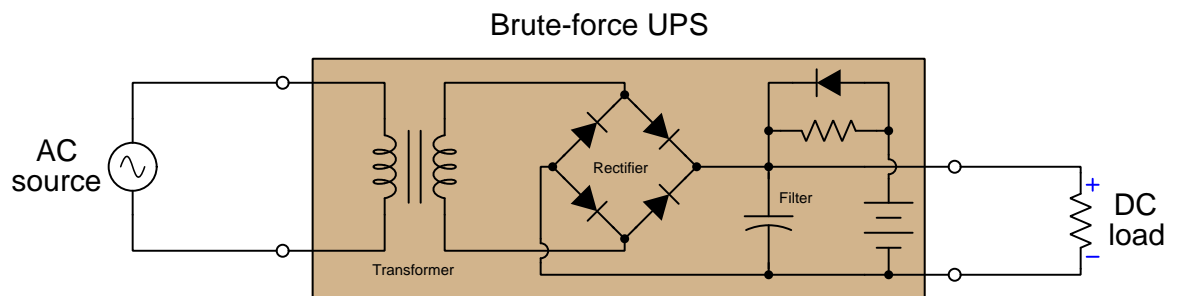 Brute-force UPS
AC
source
Transformer
Rectifier
Filter
+
−
DC
load